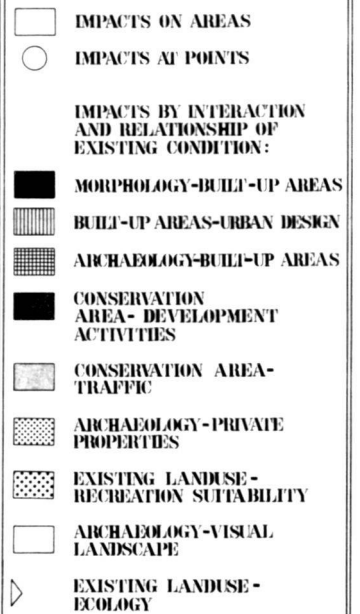 IMPACTS ON AREAS
IMPACTS AT POINTS
IMPACTS BY INTERACTION
AND RELATIONSHIP OF
EXISTING CONDITION:
MORPHOLOGY-BUILT-UP AREAS
BUILT-UP AREAS-URBAN DESIGN
ARCHAEOLOGY-BUILT-UP AREAS
CONSERVATION
AREA- DEVELOPMENT
ACTIVITIES
CONSERVATION AREA-
TRAFFIC
ARCHAEOLOGY-PRIVATE
PROPERTIES
EXISTING LANDUSE-
RECREATION SUITABILITY
ARCHAEOLOGY-VISUAL
LANDSCAPE
EXISTING LANDUSE-
ECOLOGY